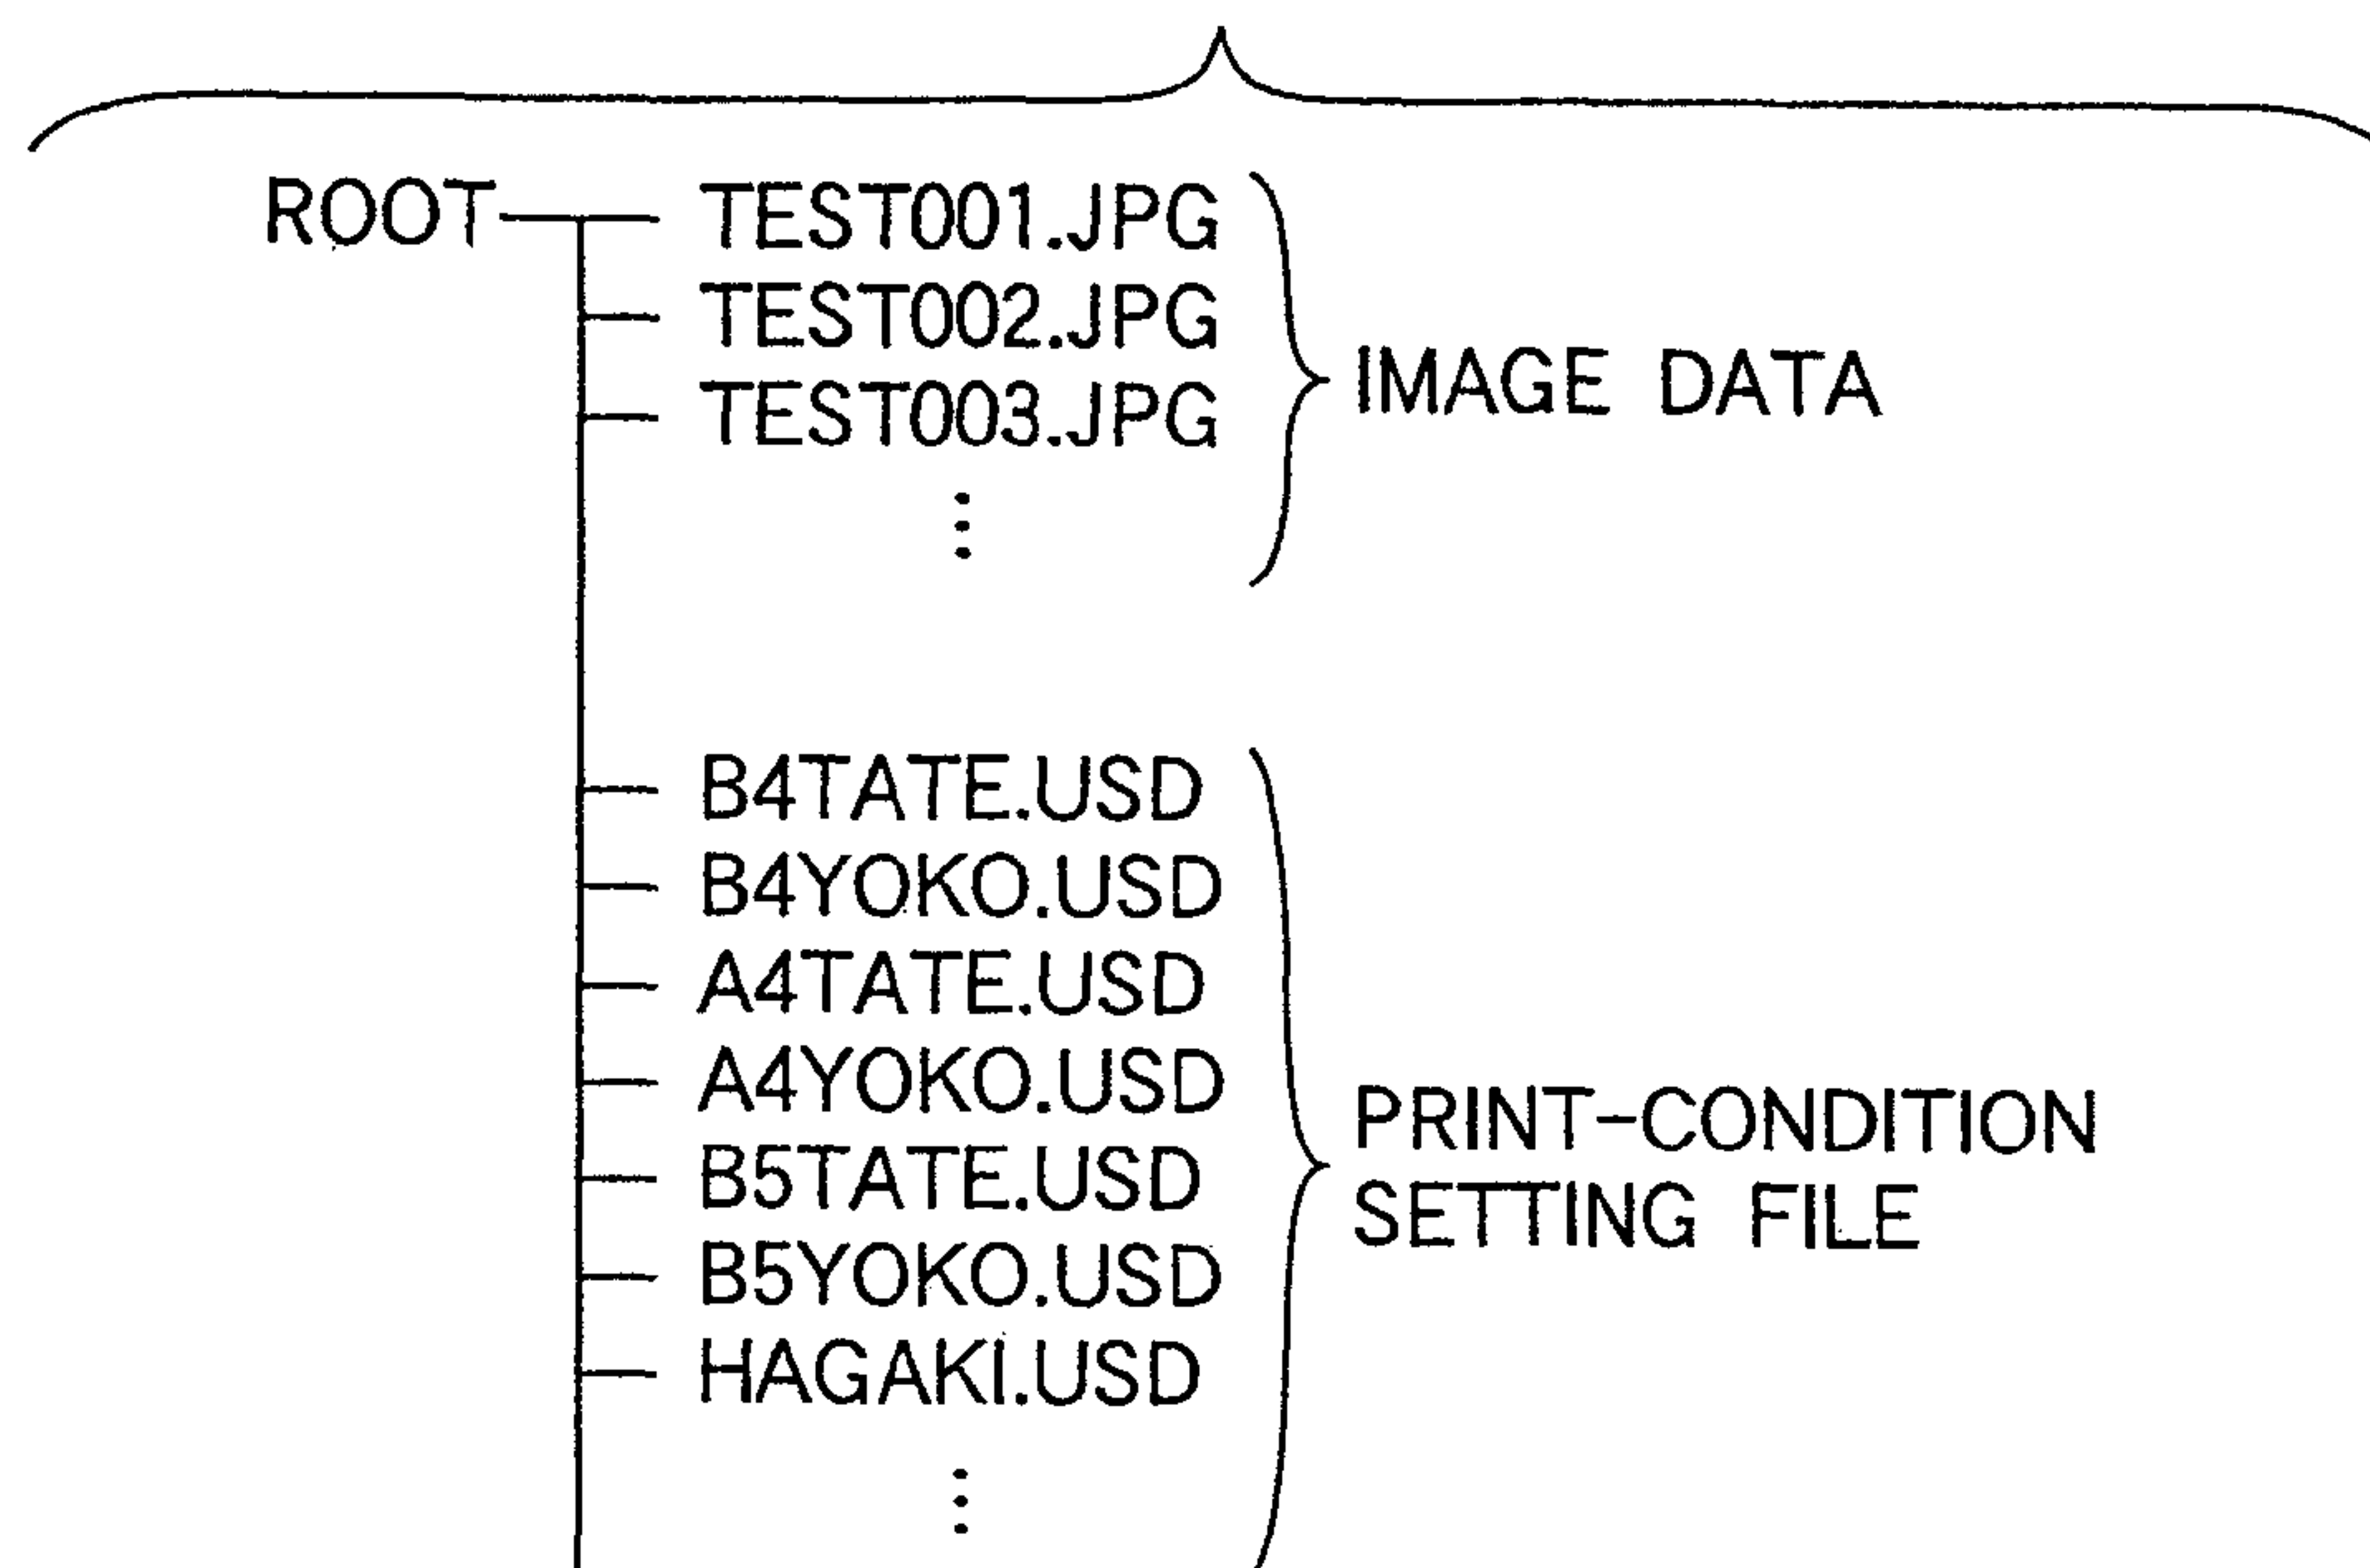 ROOT
TEST001.JPG
TEST002.JPG
TEST003.JPG
IMAGE DATA
B4TATE.USD
B4YOKO.USD
A4TATE.USD
A4YOKO.USD
B5TATE.USD
B5YOKO.USD
HAGAKI.USD
PRINT-CONDITION
SETTING FILE